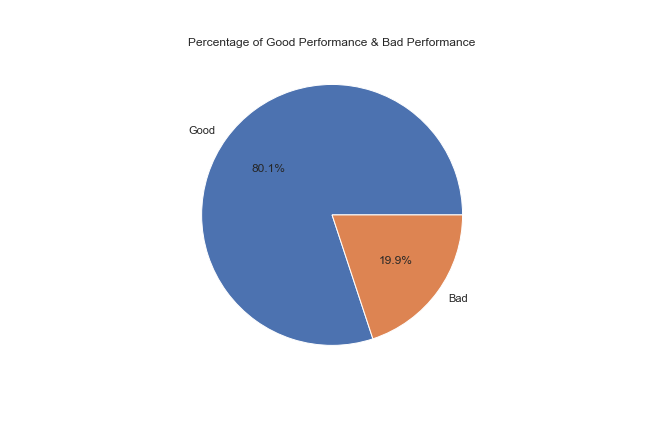 Percentage of Good Performance & Bad Performance
Good
80.1%
19.9%
Bad